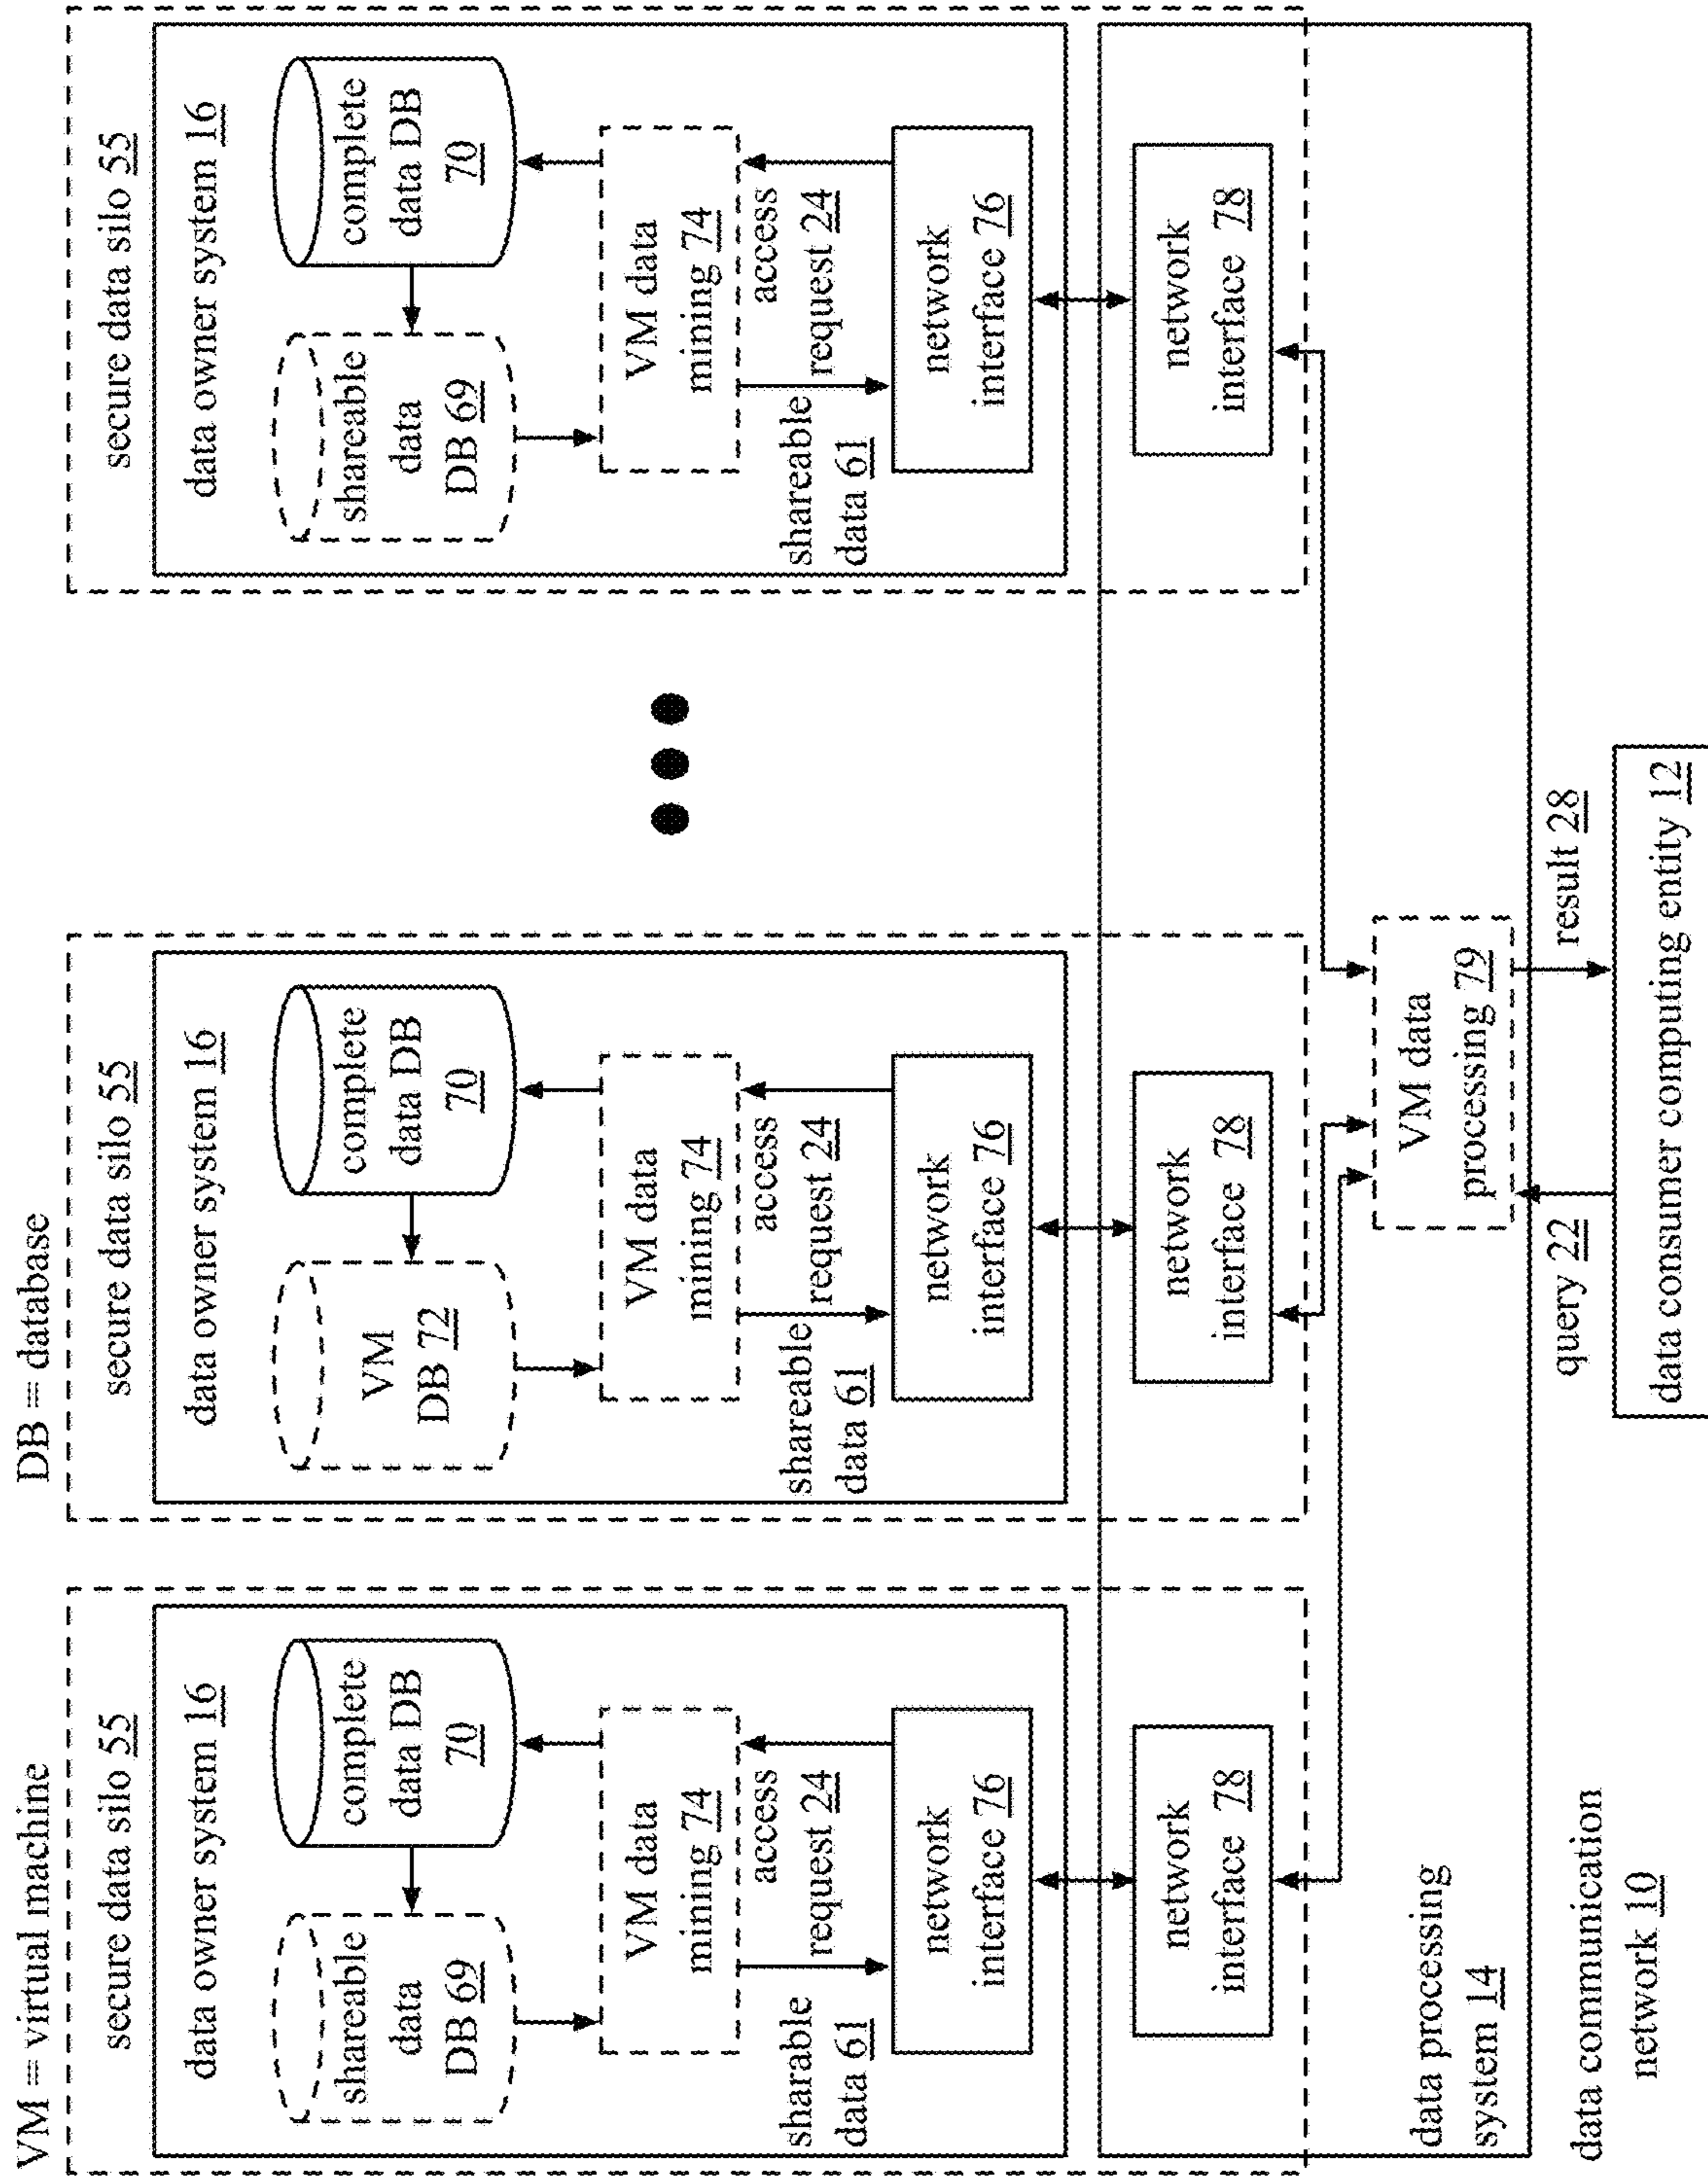 VM = virtual machine
DB = database
secure data silo 55
data owner system 16
shareable
data
DB 69
complete
data DB
70
VM data
mining 74
sharable
data 61
access
request 24
network
interface 76
network
interface 78
secure data silo 55
data owner system 16
VM
DB 72
complete
data DB
70
VM data
mining 74
shareable
data 61
access
request 24
network
interface 76
network
interface 78
secure data silo 55
data owner system 16
shareable
data
DB 69
complete
data DB
70
VM data
mining 74
shareable
data 61
access
request 24
network
interface 76
network
interface 78
data processing
system 14
VM data
processing 79
data communication
network 10
query 22
result 28
data consumer computing entity 12